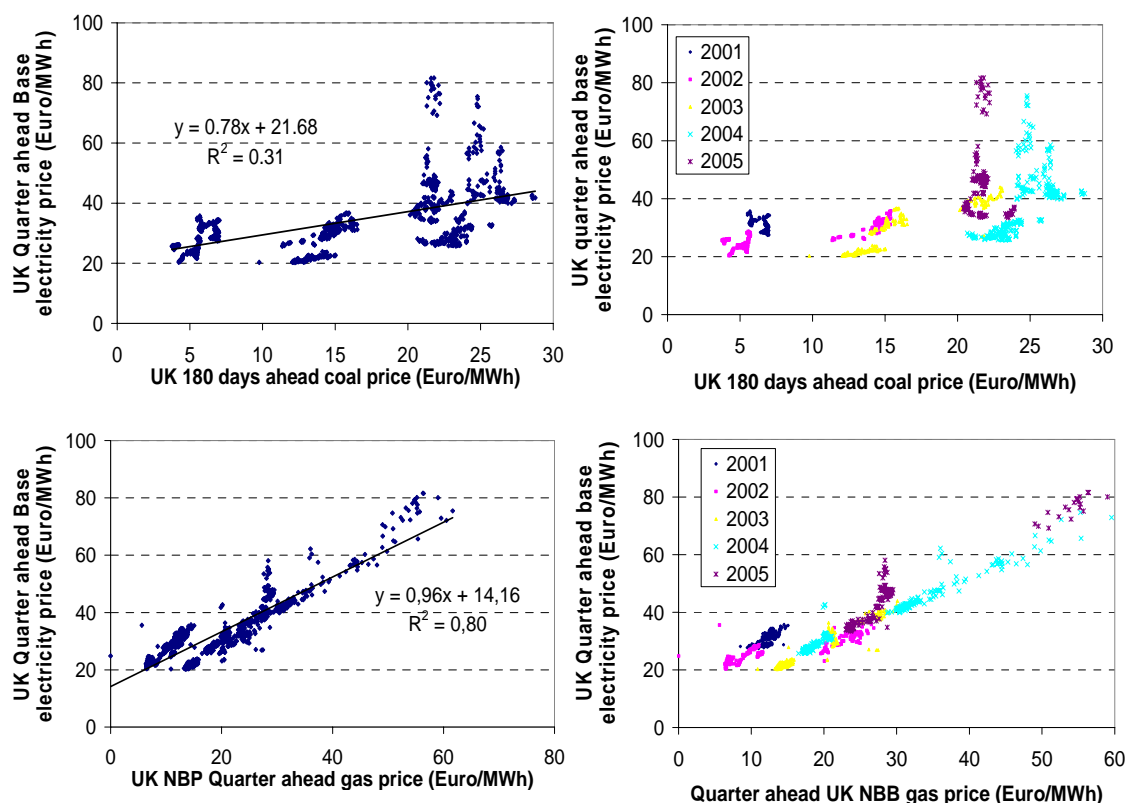 UK Quarter ahead Base
electricity price (Euro/MWh)
100
80
60
40
20
0
y = 0.78x + 21.68
R² = 0.31
0 5 10 15 20 25 30
UK 180 days ahead coal price (Euro/MWh)
UK quarter ahead base
electricity price (Euro/MWh)
100
80
60
40
20
0
2001
2002
2003
2004
2005
0 5 10 15 20 25 30
UK 180 days ahead coal price (Euro/MWh)
UK Quarter ahead Base
electricity price (Euro/MWh)
100
80
60
40
20
0
y = 0,96x + 14,16
R² = 0,80
0 20 40 60 80
UK NBP Quarter ahead gas price (Euro/MWh)
UK Quarter ahead base
electricity price (Euro/MWh)
100
80
60
40
20
0
2001
2002
2003
2004
2005
0 10 20 30 40 50 60
Quarter ahead UK NBB gas price (Euro/MWh)